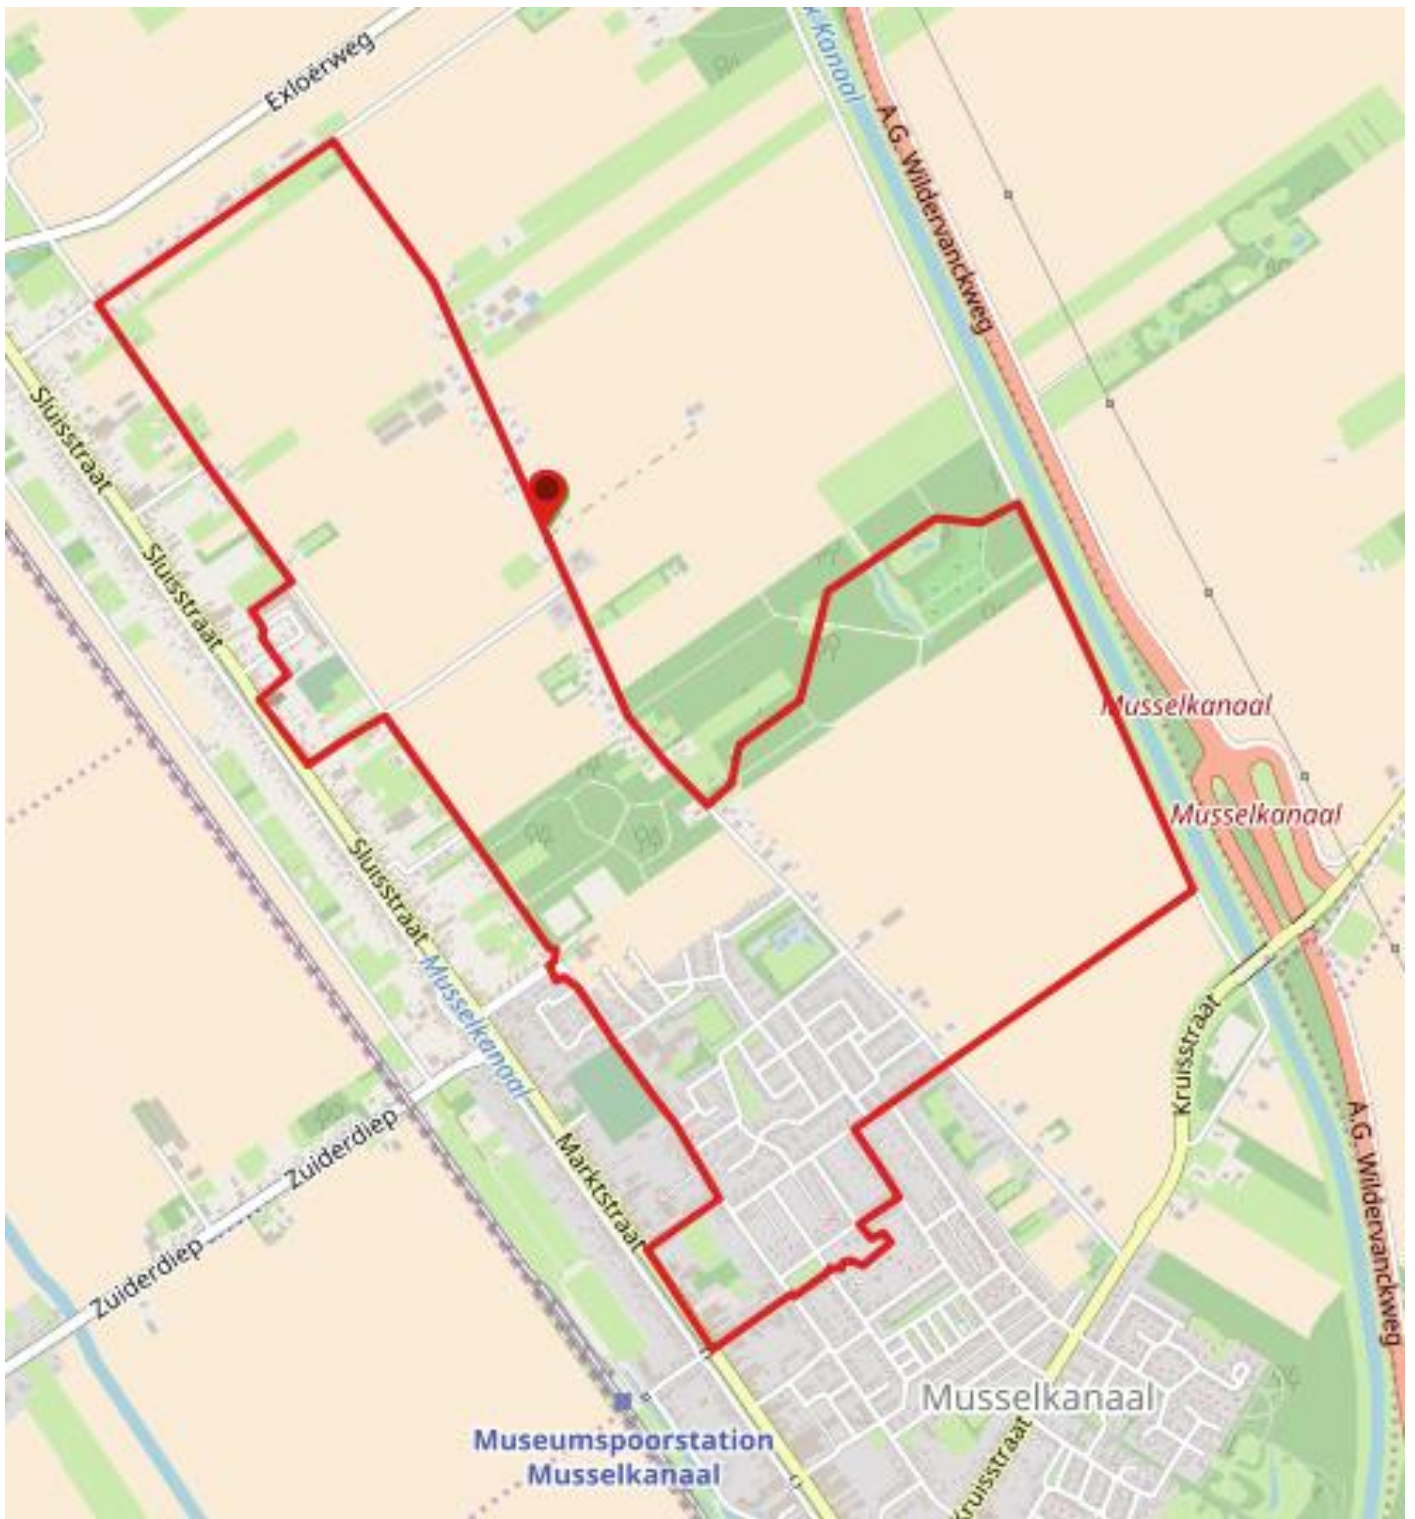 Exloërweg
Kanaal
A.G. Wildervanckweg
Sluisstraat
Sluisstraat
Musselkanaal
Musselkanaal
Sluisstraat
Musselkanaal
Kruisstraat
Zuiderdiep
Zuiderdiep
Marktstraat
A.G. Wildervanckweg
Musselkanaal
Museumspoorstation
Musselkanaal
Kruisstraat